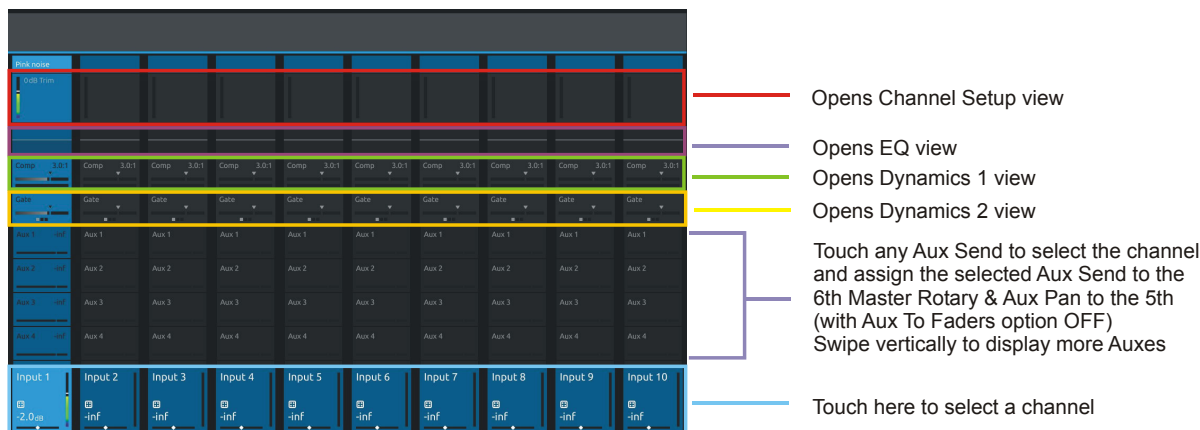 Pink noise
0dB Trim
Opens Channel Setup view
Opens EQ view
Comp 3.0:1 Comp 3.0:1 Comp 3.0:1 Comp 3.0:1 Comp 3.0:1 Comp 3.0:1 Comp 3.0:1 Comp 3.0:1 Comp 3.0:1 Comp 3.0:1
Opens Dynamics 1 view
Gate Gate Gate Gate Gate Gate Gate Gate Gate Gate
Opens Dynamics 2 view
Aux 1 -inf Aux 1 Aux 1 Aux 1 Aux 1 Aux 1 Aux 1 Aux 1 Aux 1 Aux 1
Aux 2 -inf Aux 2 Aux 2 Aux 2 Aux 2 Aux 2 Aux 2 Aux 2 Aux 2 Aux 2
Aux 3 -inf Aux 3 Aux 3 Aux 3 Aux 3 Aux 3 Aux 3 Aux 3 Aux 3 Aux 3
Aux 4 -inf Aux 4 Aux 4 Aux 4 Aux 4 Aux 4 Aux 4 Aux 4 Aux 4 Aux 4
Touch any Aux Send to select the channel
and assign the selected Aux Send to the
6th Master Rotary & Aux Pan to the 5th
(with Aux To Faders option OFF)
Swipe vertically to display more Auxes
Input 1 Input 2 Input 3 Input 4 Input 5 Input 6 Input 7 Input 8 Input 9 Input 10
-2.0dB -inf -inf -inf -inf -inf -inf -inf -inf -inf
Touch here to select a channel